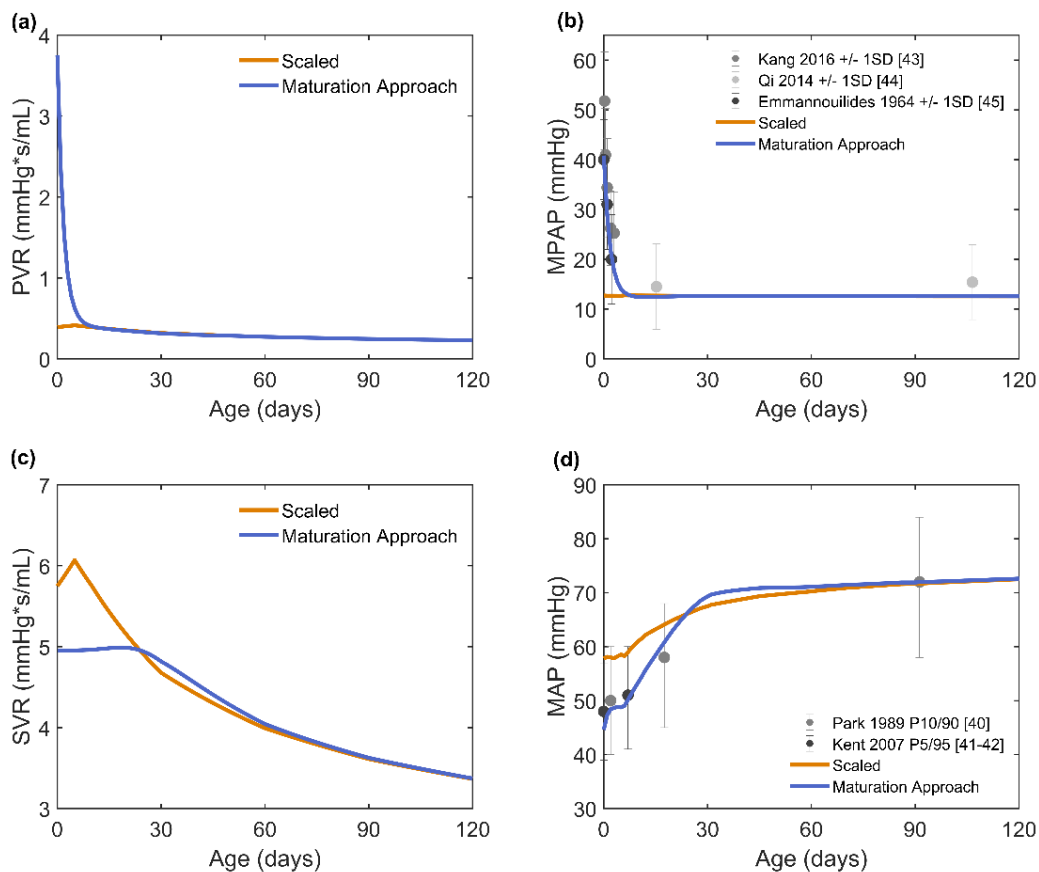 (a)
4
3
2
1
0
PVR (mmHg*s/mL)
Scaled
Maturation Approach
0 30 60 90 120
Age (days)
(b)
60
50
40
30
20
10
0
MPAP (mmHg)
Kang 2016 +/- 1SD [43]
Qi 2014 +/- 1SD [44]
Emmannouilides 1964 +/- 1SD [45]
Scaled
Maturation Approach
0 30 60 90 120
Age (days)
(c)
7
6
5
4
3
SVR (mmHg*s/mL)
Scaled
Maturation Approach
0 30 60 90 120
Age (days)
(d)
90
80
70
60
50
40
30
MAP (mmHg)
Park 1989 P10/90 [40]
Kent 2007 P5/95 [41-42]
Scaled
Maturation Approach
0 30 60 90 120
Age (days)